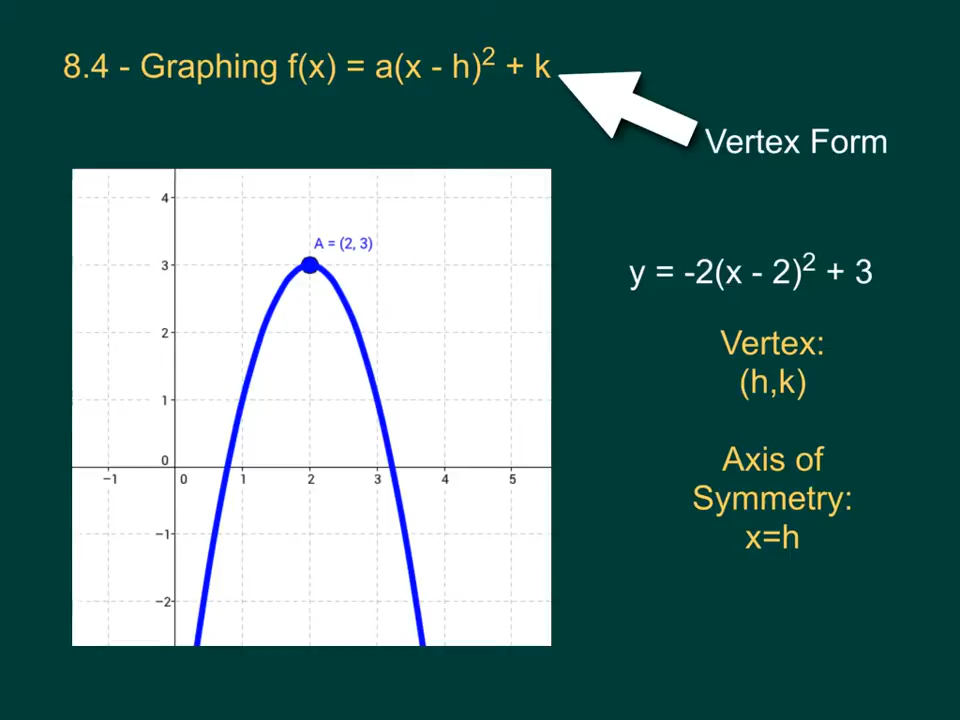 8.4 - Graphing f(x) = a(x - h)² + k
Vertex Form
A = (2, 3)
y = -2(x - 2)² + 3
Vertex:
(h,k)
Axis of
Symmetry:
x=h
4
3
2
1
0
−1
0
1
2
3
4
5
−1
−2